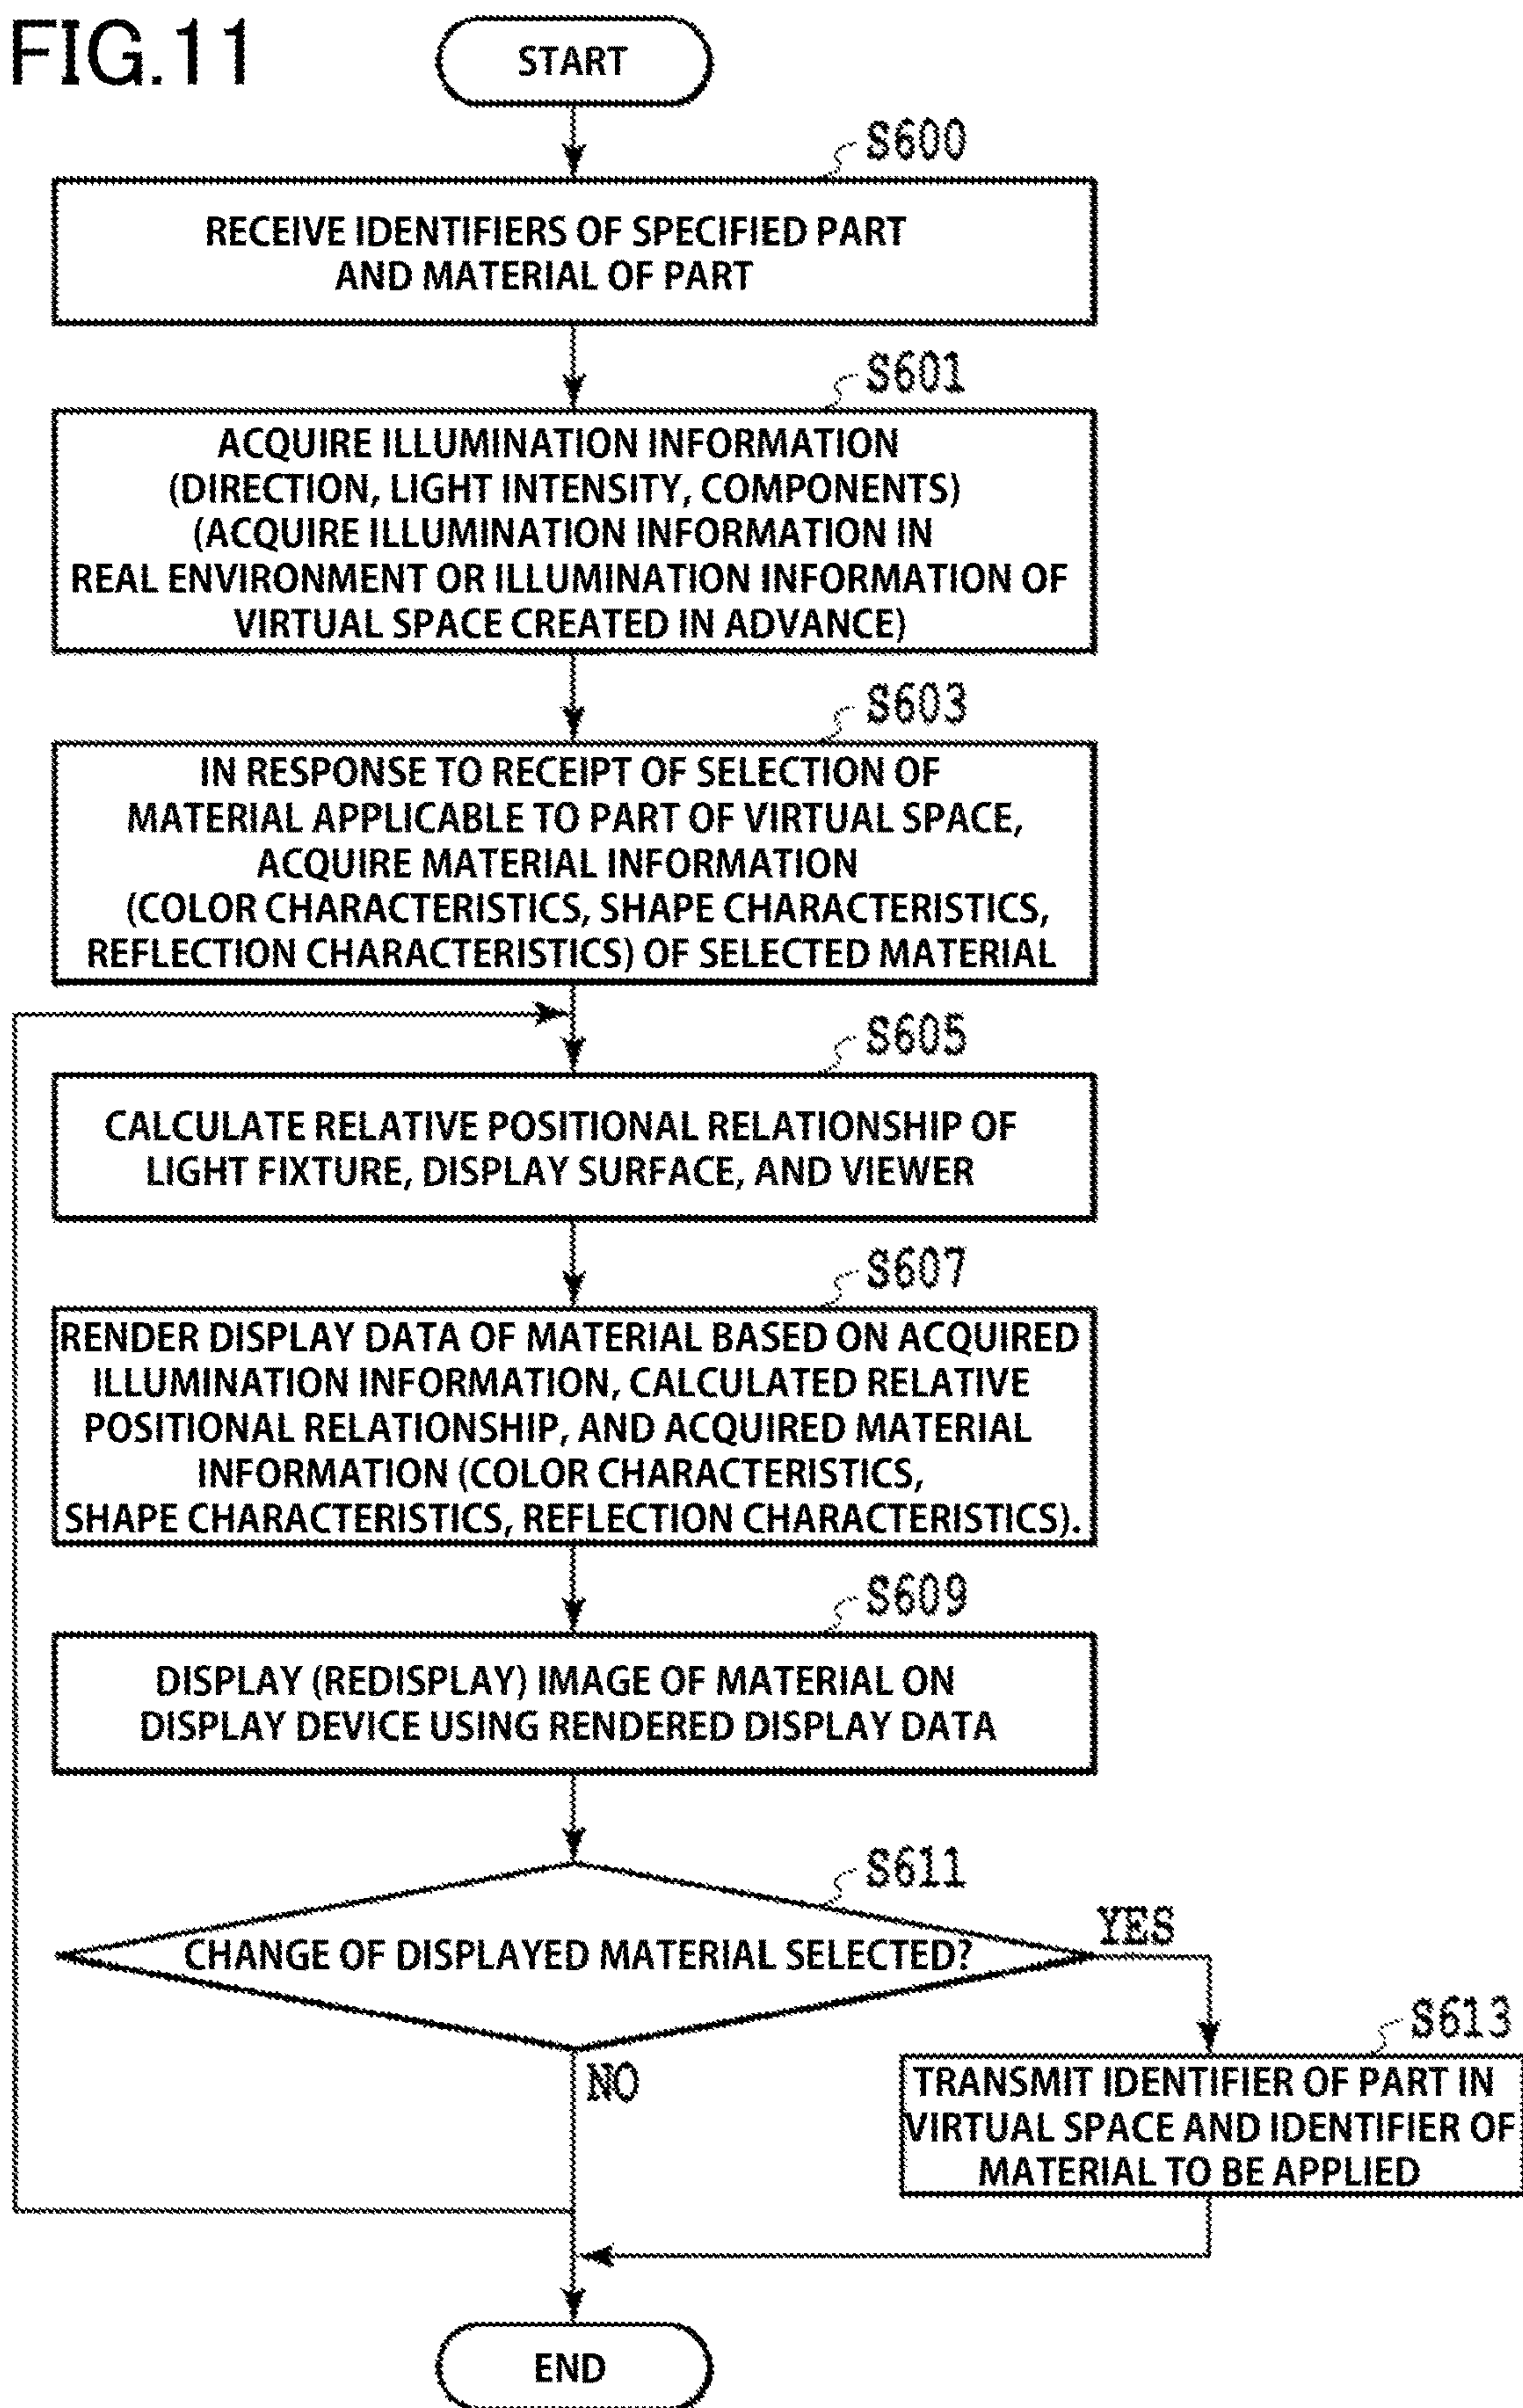 FIG.11
START
S600
RECEIVE IDENTIFIERS OF SPECIFIED PART
AND MATERIAL OF PART
S601
ACQUIRE ILLUMINATION INFORMATION
(DIRECTION, LIGHT INTENSITY, COMPONENTS)
(ACQUIRE ILLUMINATION INFORMATION IN
REAL ENVIRONMENT OR ILLUMINATION INFORMATION OF
VIRTUAL SPACE CREATED IN ADVANCE)
S603
IN RESPONSE TO RECEIPT OF SELECTION OF
MATERIAL APPLICABLE TO PART OF VIRTUAL SPACE,
ACQUIRE MATERIAL INFORMATION
(COLOR CHARACTERISTICS, SHAPE CHARACTERISTICS,
REFLECTION CHARACTERISTICS) OF SELECTED MATERIAL
S605
CALCULATE RELATIVE POSITIONAL RELATIONSHIP OF
LIGHT FIXTURE, DISPLAY SURFACE, AND VIEWER
S607
RENDER DISPLAY DATA OF MATERIAL BASED ON ACQUIRED
ILLUMINATION INFORMATION, CALCULATED RELATIVE
POSITIONAL RELATIONSHIP, AND ACQUIRED MATERIAL
INFORMATION (COLOR CHARACTERISTICS,
SHAPE CHARACTERISTICS, REFLECTION CHARACTERISTICS).
S609
DISPLAY (REDISPLAY) IMAGE OF MATERIAL ON
DISPLAY DEVICE USING RENDERED DISPLAY DATA
S611
CHANGE OF DISPLAYED MATERIAL SELECTED?
YES
NO
S613
TRANSMIT IDENTIFIER OF PART IN
VIRTUAL SPACE AND IDENTIFIER OF
MATERIAL TO BE APPLIED
END